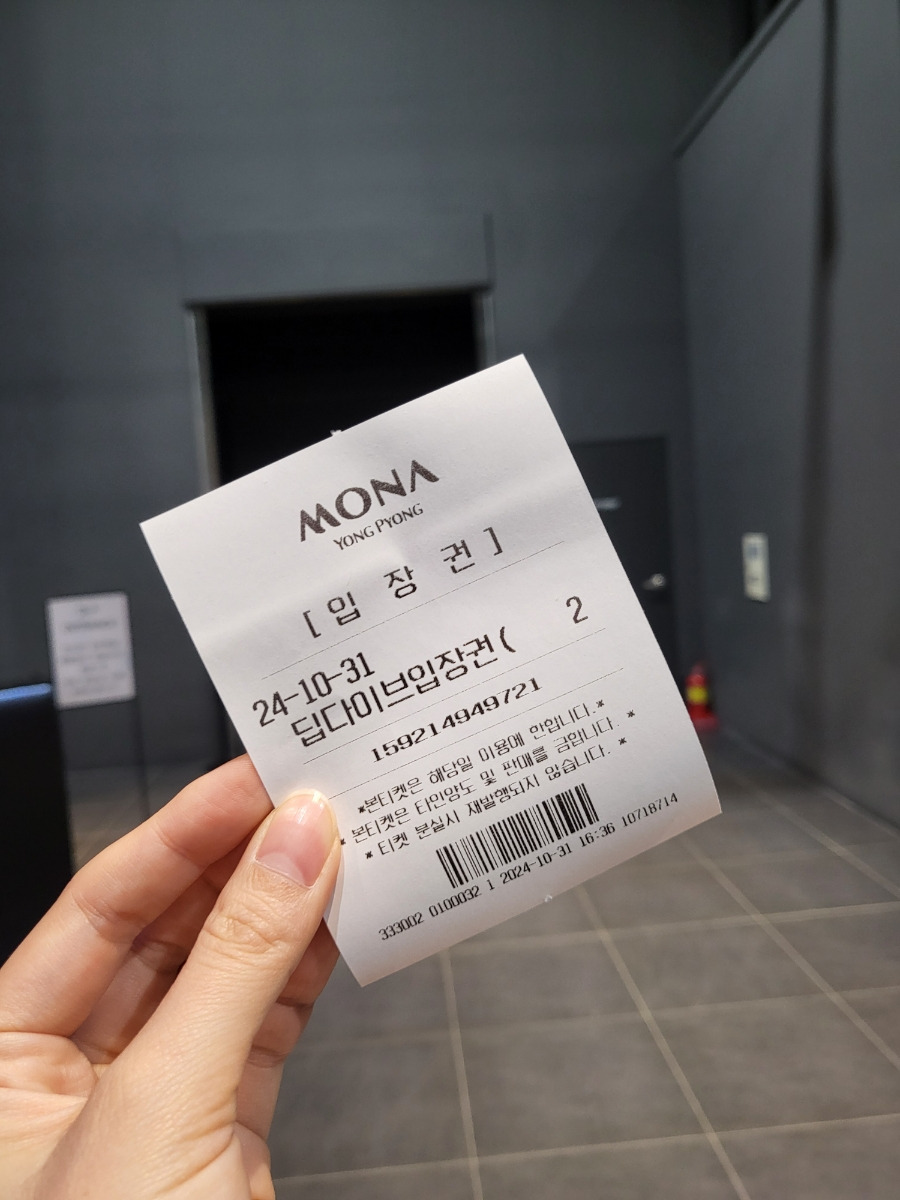 MONA
YONG PYONG
[ 입 장 권 ]
24-10-31
딥다이브입장권( 2
159214949721
*본티켓은 해당일 이용에 한합니다.*
* 본티켓은 타인양도 및 판매를 금합니다. *
* 티켓 분실시 재발행되지 않습니다. *
333002 0100032 1 2024-10-31 16:36 10718714